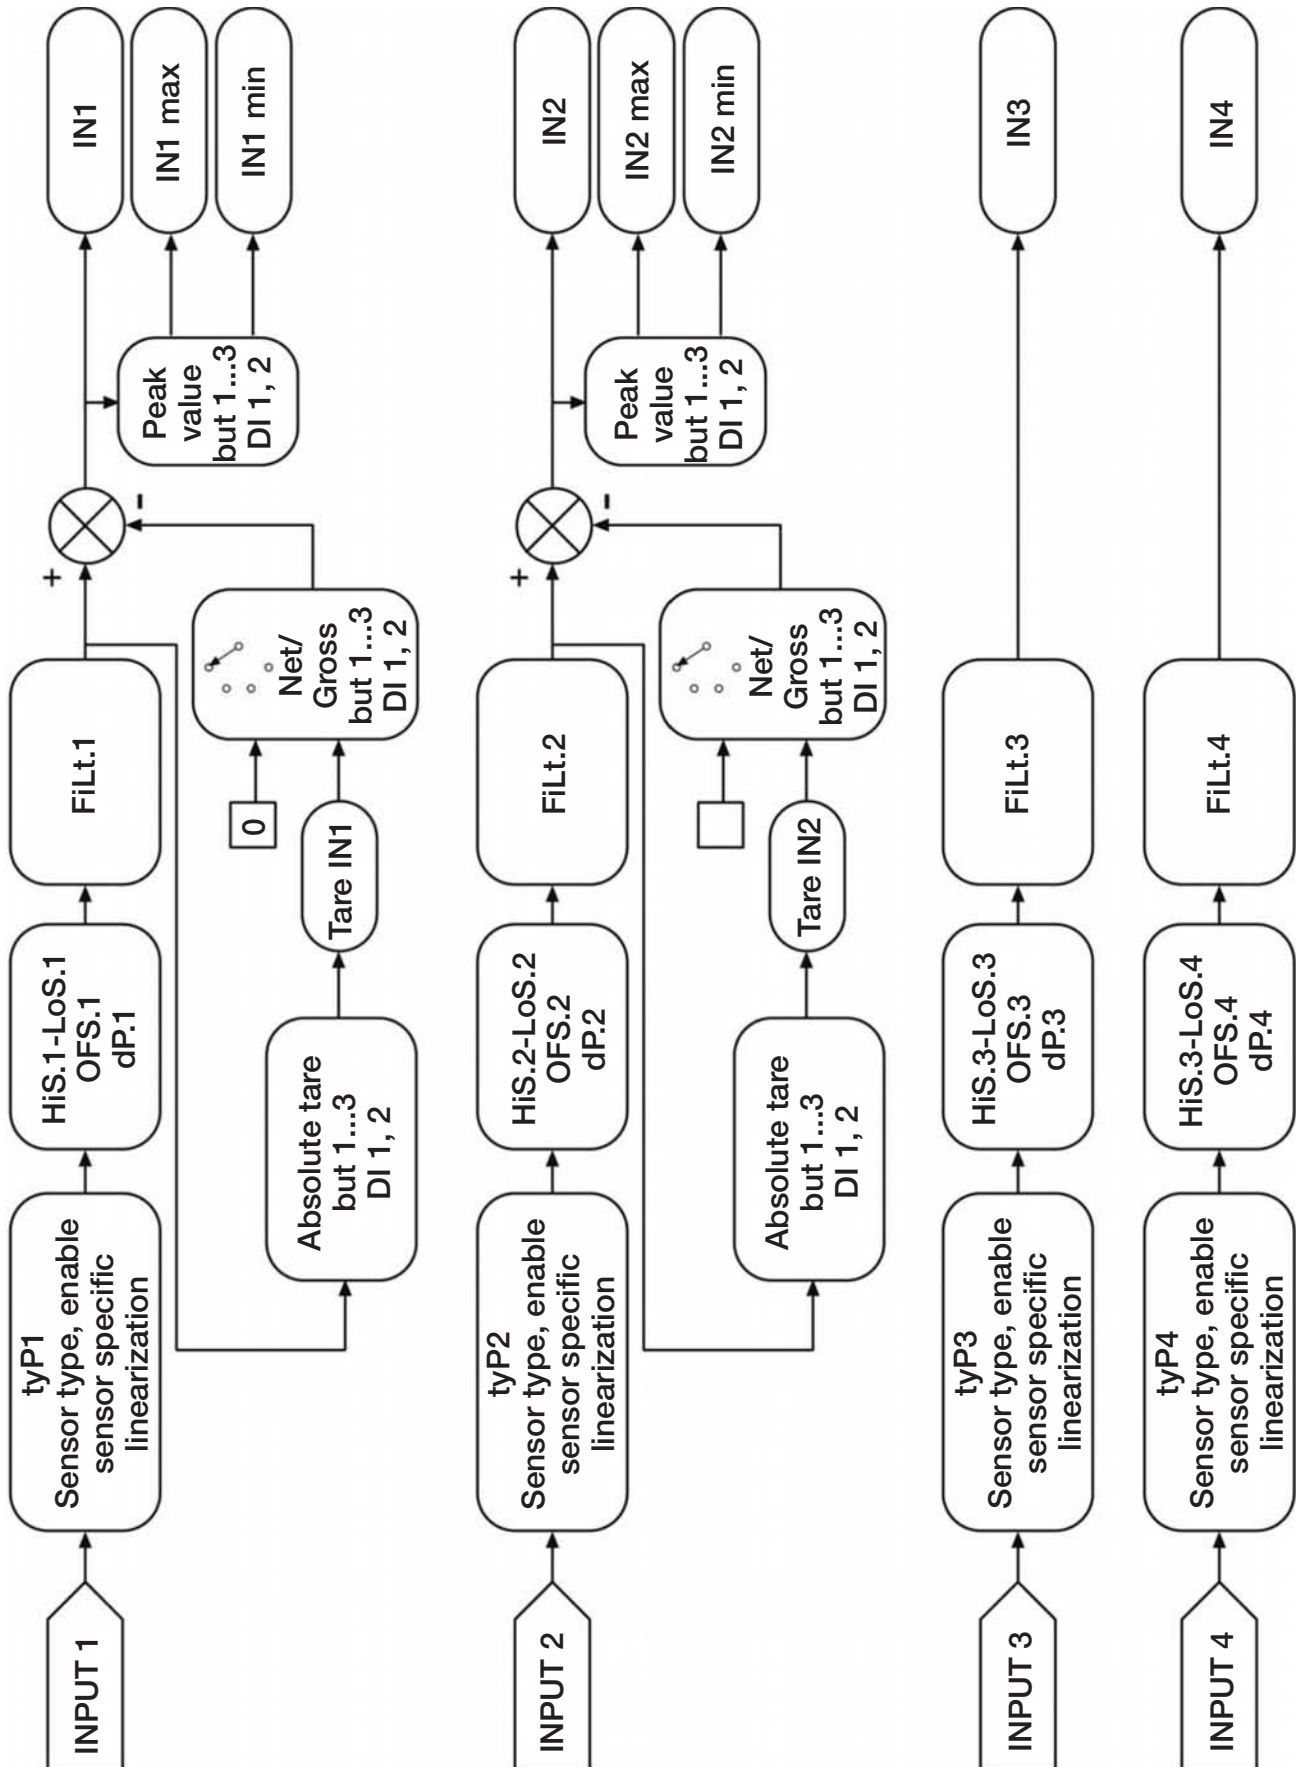 INPUT 1
tyP1
Sensor type, enable
sensor specific
linearization
HiS.1-LoS.1
OFS.1
dP.1
FiLt.1
+
-
IN1
Peak
value
but 1...3
DI 1, 2
IN1 max
IN1 min
Absolute tare
but 1...3
DI 1, 2
Tare IN1
0
Net/
Gross
but 1...3
DI 1, 2
INPUT 2
tyP2
Sensor type, enable
sensor specific
linearization
HiS.2-LoS.2
OFS.2
dP.2
FiLt.2
+
-
IN2
Peak
value
but 1...3
DI 1, 2
IN2 max
IN2 min
Absolute tare
but 1...3
DI 1, 2
Tare IN2
Net/
Gross
but 1...3
DI 1, 2
INPUT 3
tyP3
Sensor type, enable
sensor specific
linearization
HiS.3-LoS.3
OFS.3
dP.3
FiLt.3
IN3
INPUT 4
tyP4
Sensor type, enable
sensor specific
linearization
HiS.3-LoS.4
OFS.4
dP.4
FiLt.4
IN4